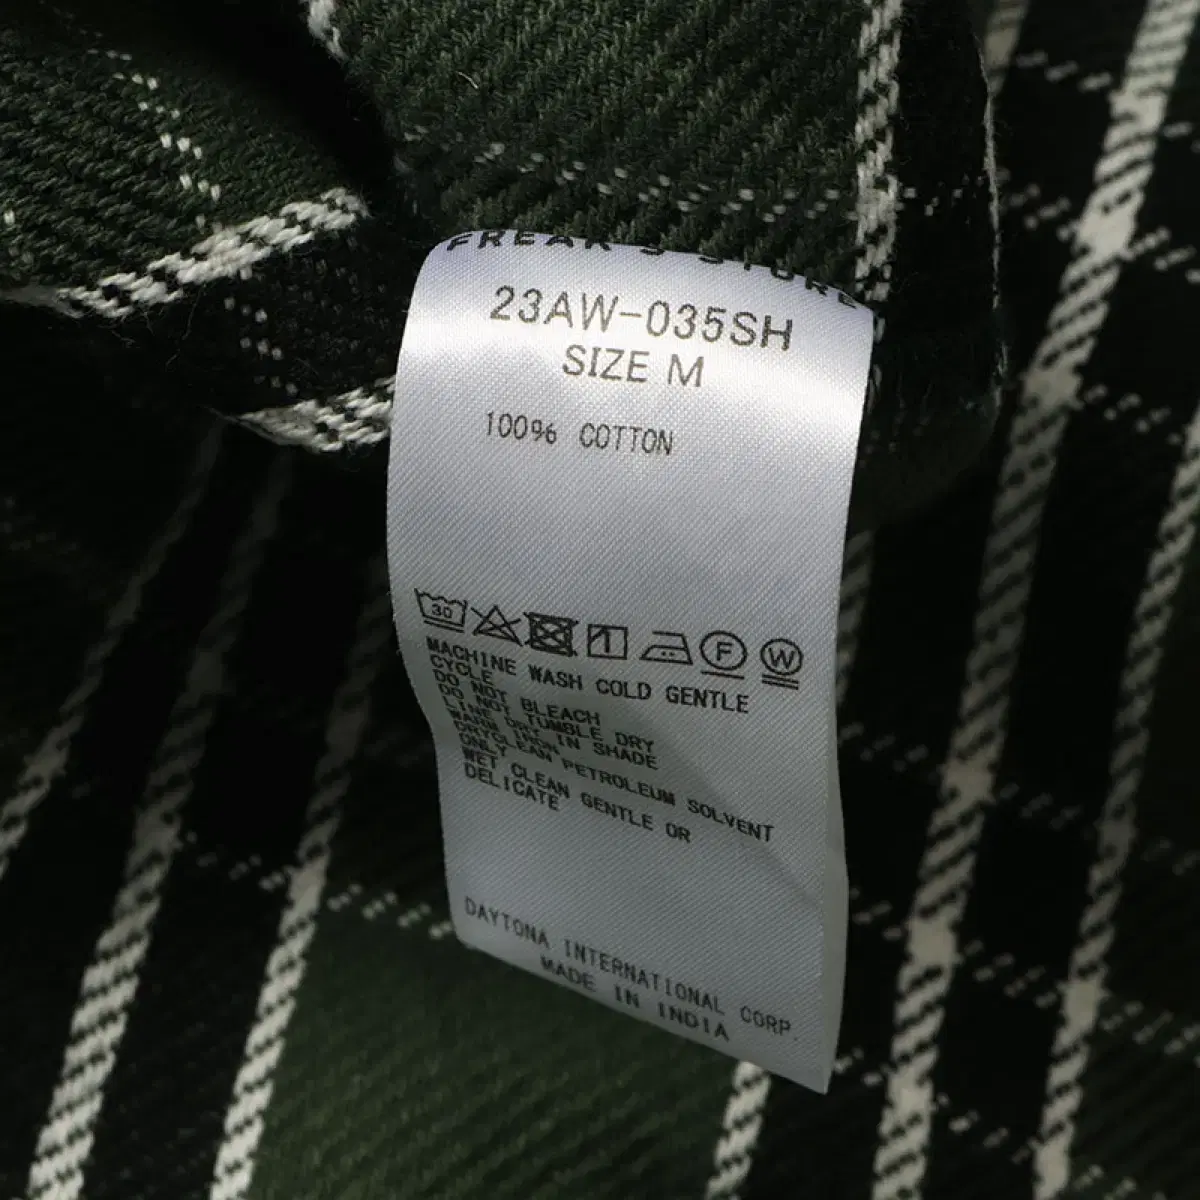 FREAK'S STORE
23AW-035SH
SIZE M
100% COTTON
30
F
W
MACHINE WASH COLD GENTLE
CYCLE
DO NOT BLEACH
DO NOT TUMBLE DRY
LINE DRY IN SHADE
WARM IRON
DRYCLEAN PETROLEUM SOLVENT
ONLY
WET CLEAN GENTLE OR
DELICATE
DAYTONA INTERNATIONAL CORP.
MADE IN INDIA